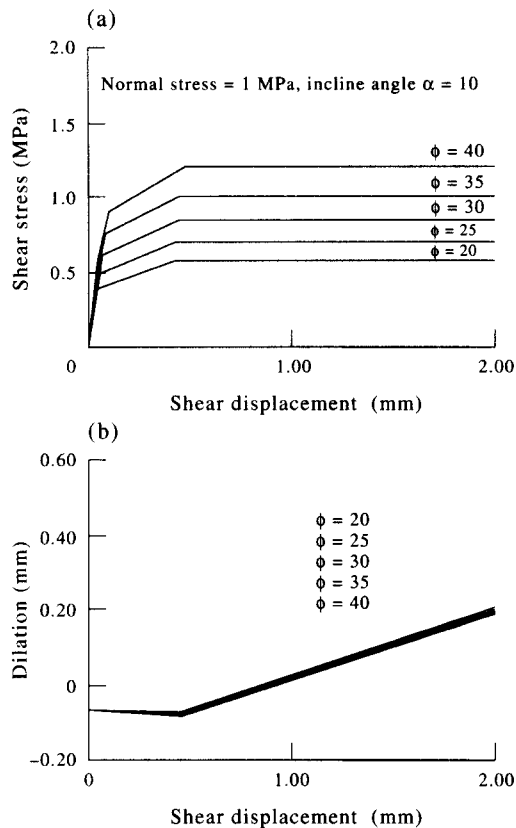 (a)
2.0
Normal stress = 1 MPa, incline angle α = 10
1.5
ϕ = 40
ϕ = 35
1.0
ϕ = 30
ϕ = 25
0.5
ϕ = 20
Shear stress (MPa)
0
1.00
2.00
Shear displacement (mm)
(b)
0.60
ϕ = 20
0.40
ϕ = 25
ϕ = 30
ϕ = 35
0.20
ϕ = 40
Dilation (mm)
0
−0.20
0
1.00
2.00
Shear displacement (mm)